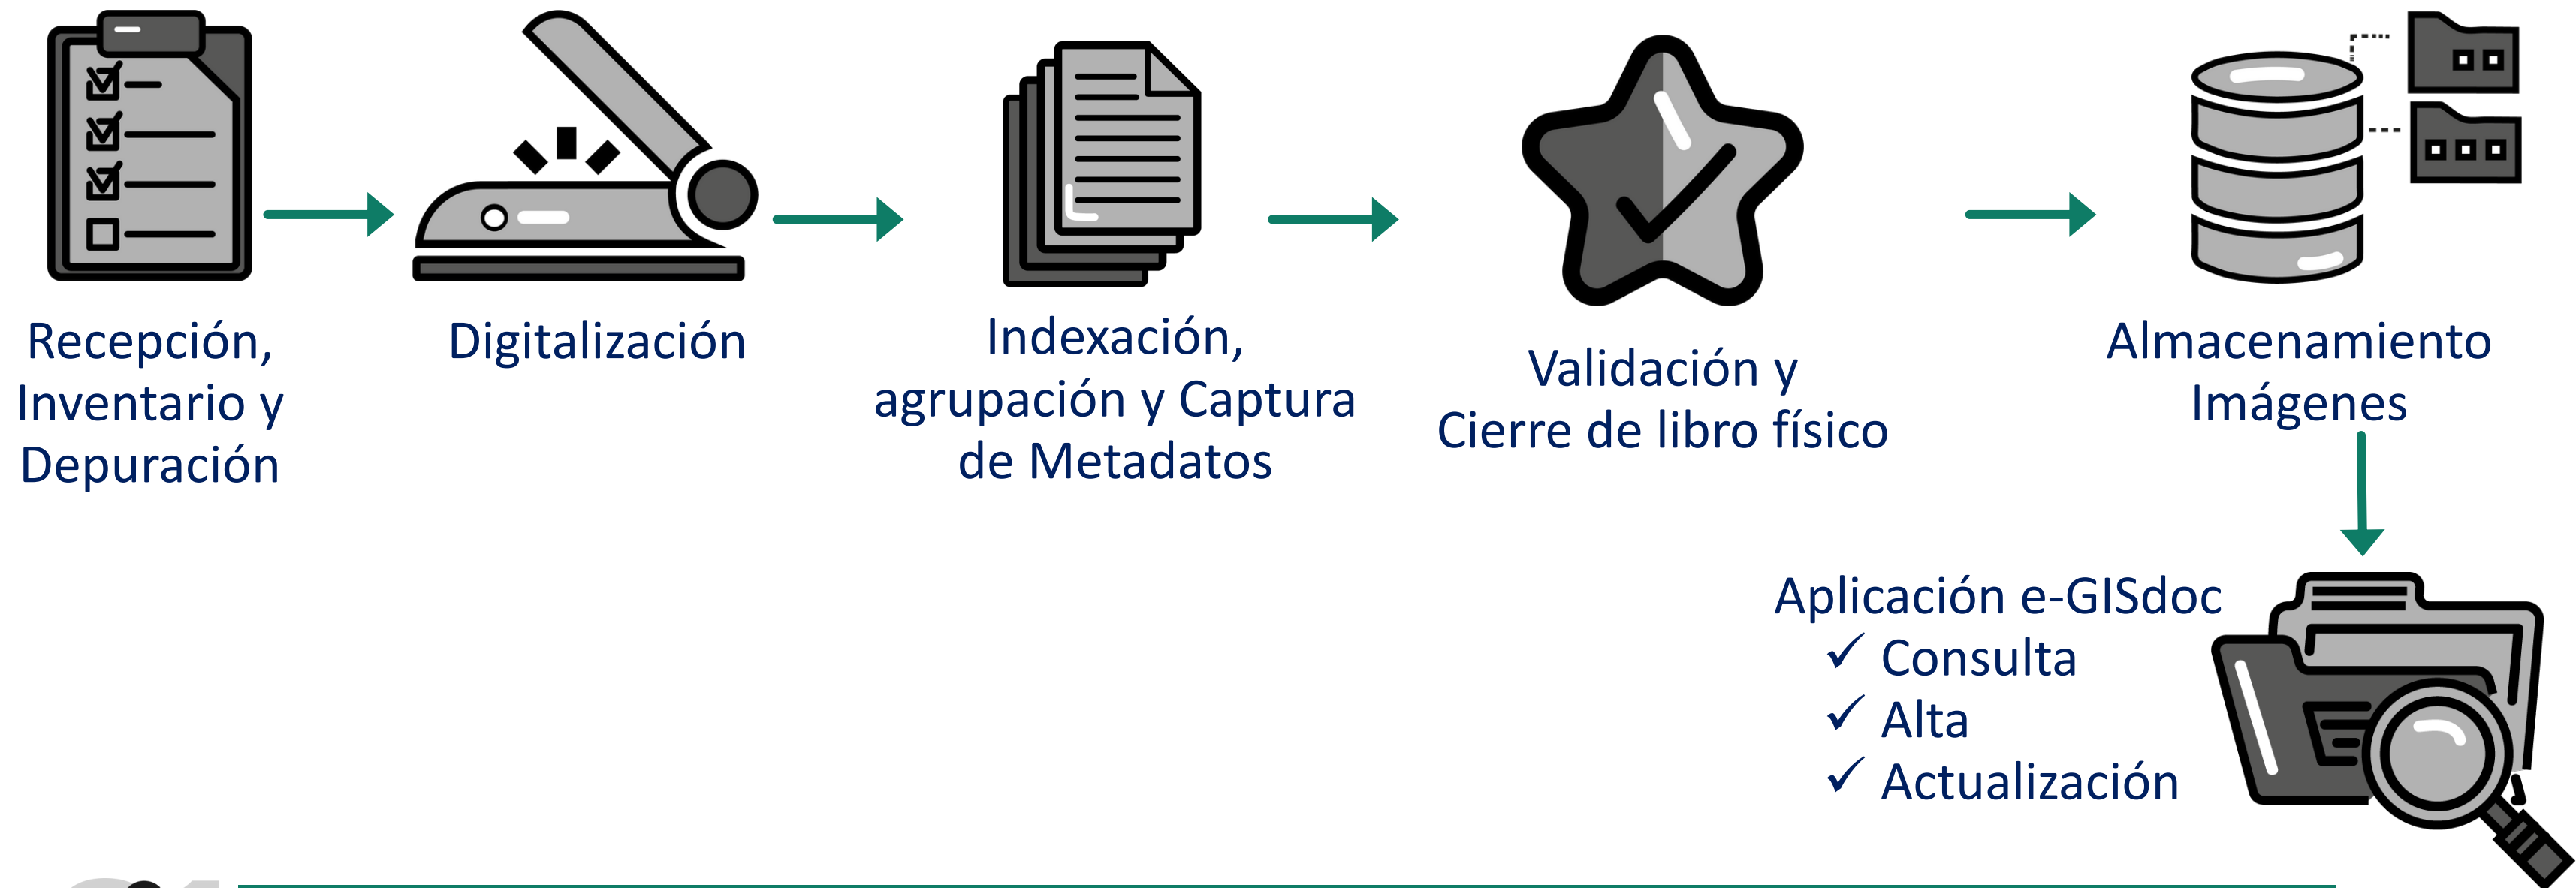 Recepción,
Inventario y
Depuración
Digitalización
Indexación,
agrupación y Captura
de Metadatos
Validación y
Cierre de libro físico
Almacenamiento
Imágenes
Aplicación e-GISdoc
✓ Consulta
✓ Alta
✓ Actualización